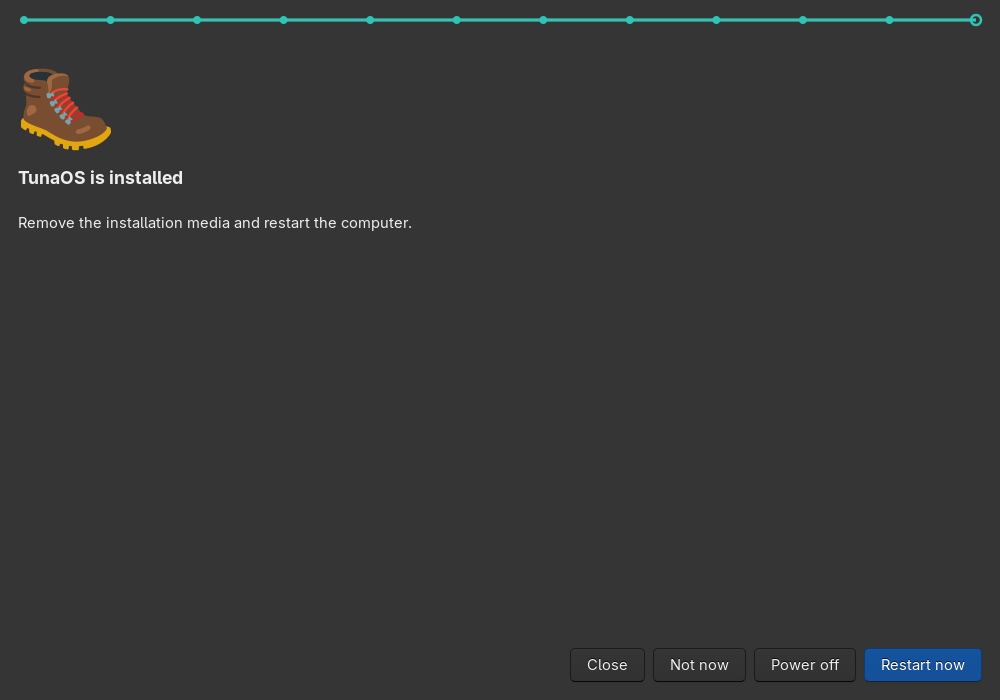 TunaOS is installed
Remove the installation media and restart the computer.
Close
Not now
Power off
Restart now